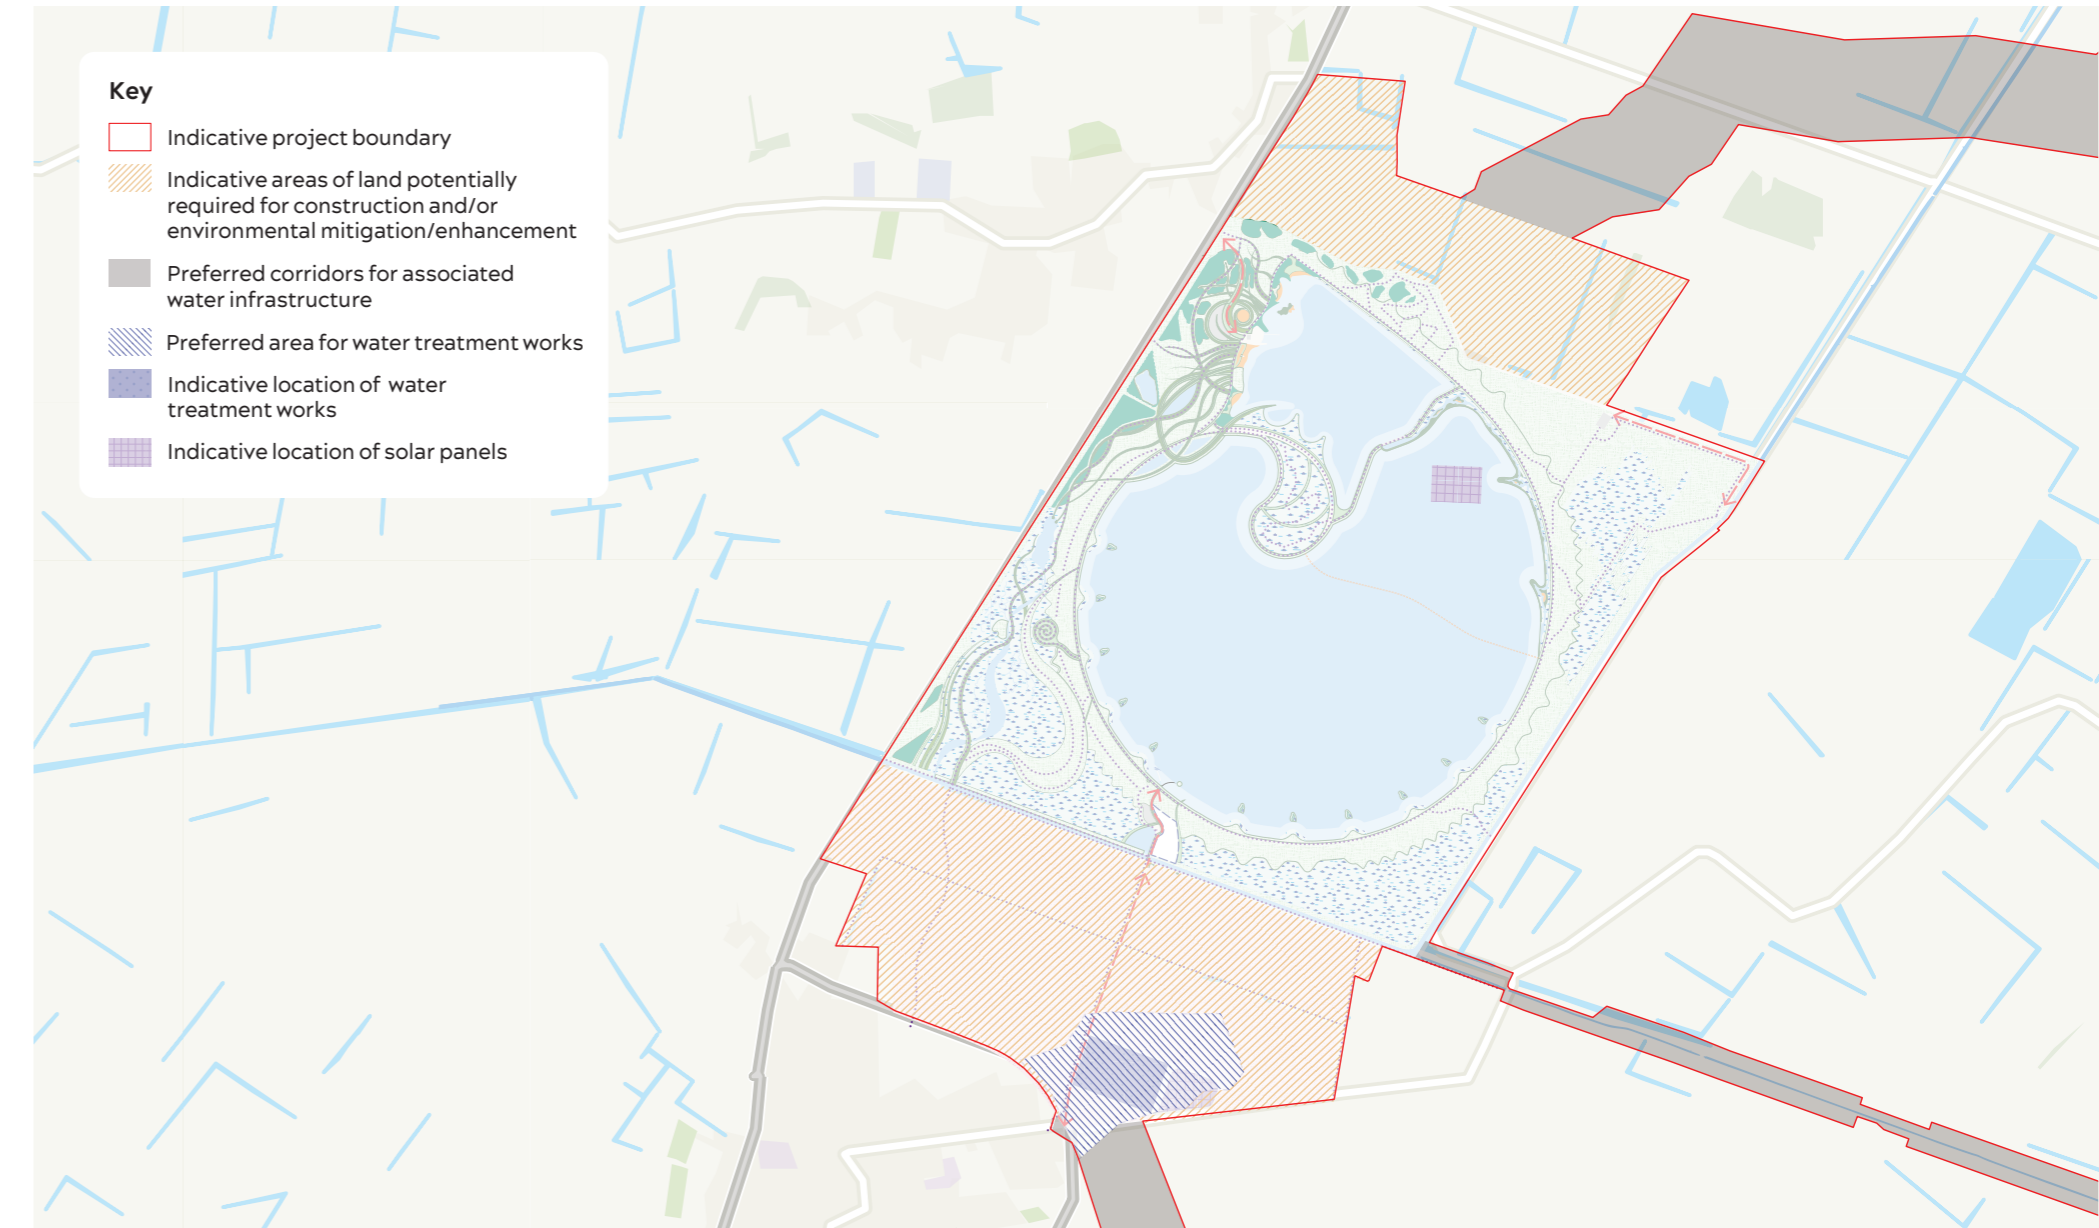 Key
Indicative project boundary
Indicative areas of land potentially
required for construction and/or
environmental mitigation/enhancement
Preferred corridors for associated
water infrastructure
Preferred area for water treatment works
Indicative location of water
treatment works
Indicative location of solar panels